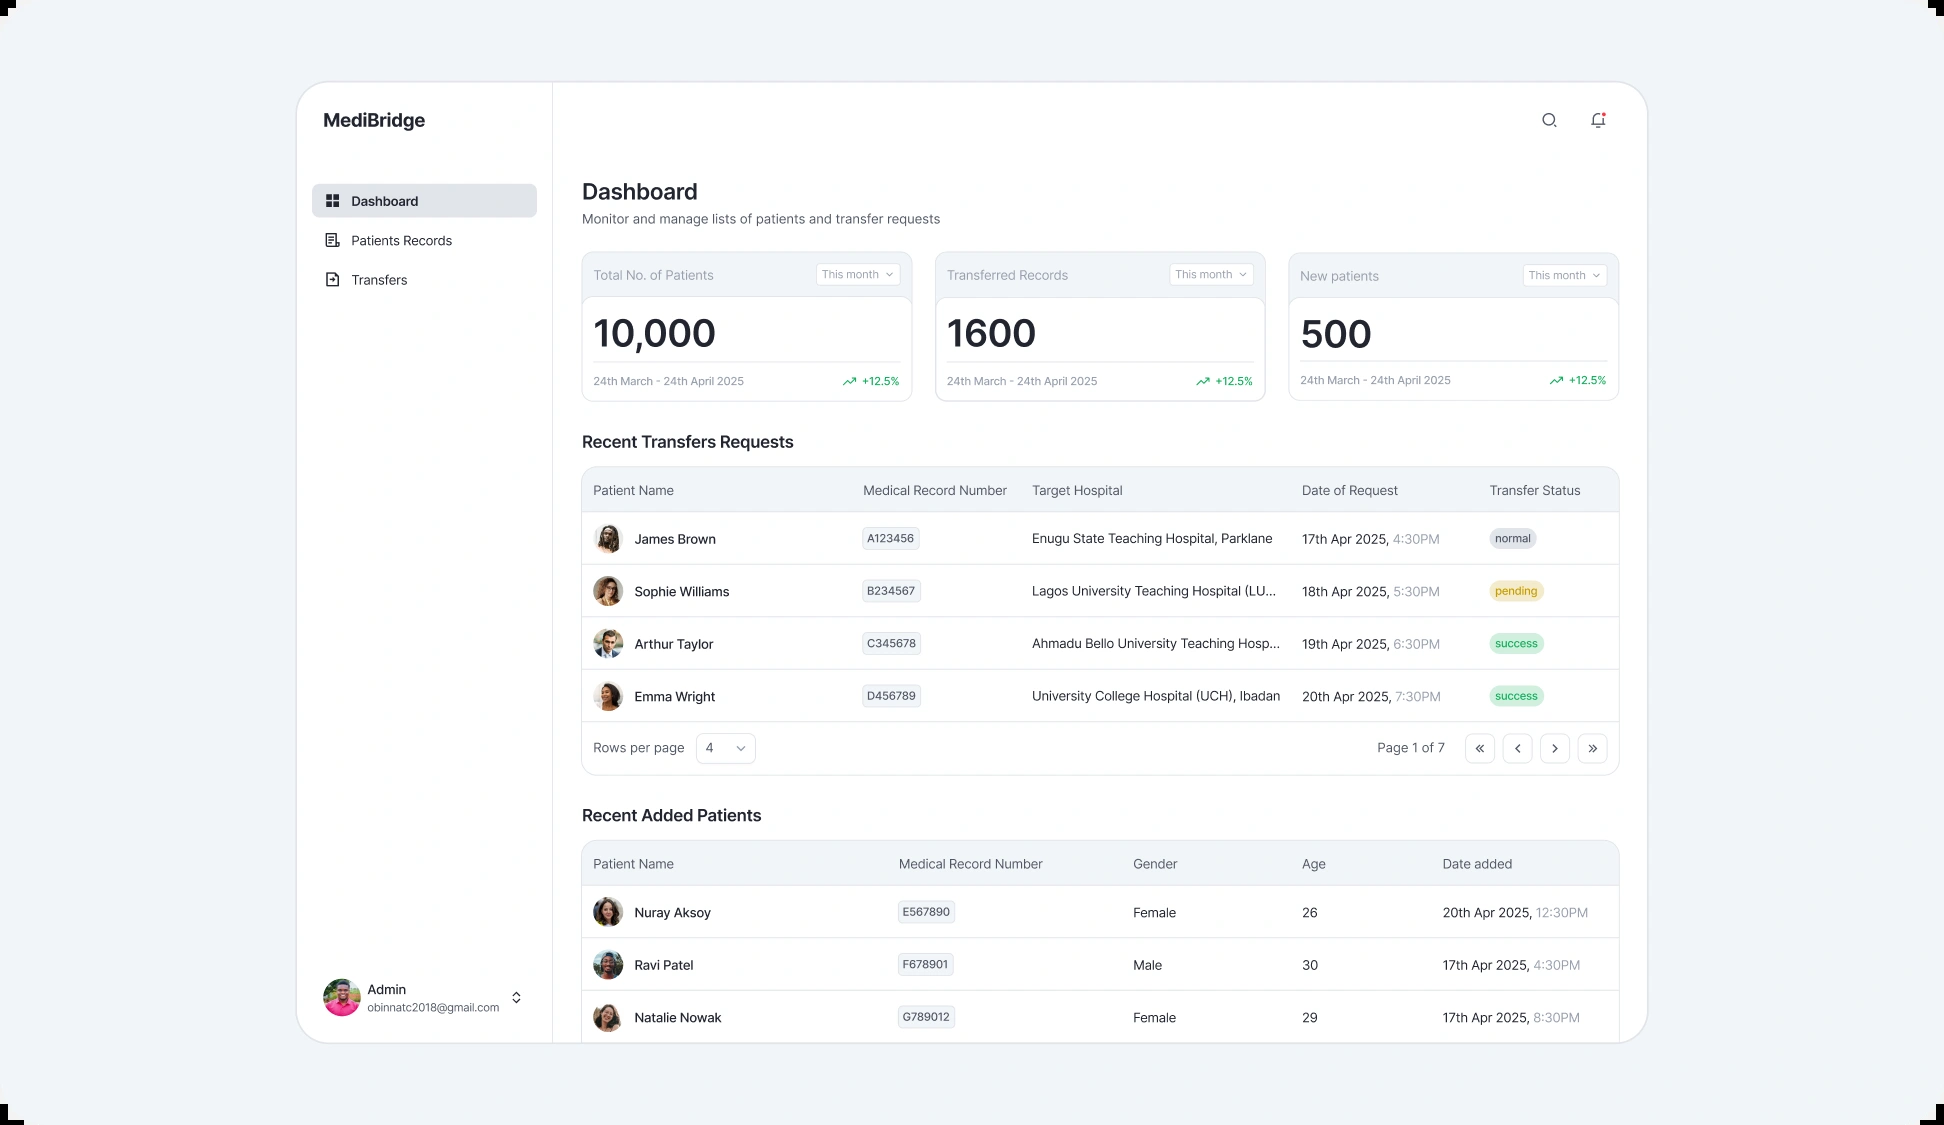 MediBridge
Dashboard
Patients Records
Transfers
Admin
obinnatc2018@gmail.com
Dashboard
Monitor and manage lists of patients and transfer requests
Total No. of Patients This month
10,000
24th March - 24th April 2025 +12.5%
Transferred Records This month
1600
24th March - 24th April 2025 +12.5%
New patients This month
500
24th March - 24th April 2025 +12.5%
Recent Transfers Requests
Patient Name Medical Record Number Target Hospital Date of Request Transfer Status
James Brown A123456 Enugu State Teaching Hospital, Parklane 17th Apr 2025, 4:30PM normal
Sophie Williams B234567 Lagos University Teaching Hospital (LU... 18th Apr 2025, 5:30PM pending
Arthur Taylor C345678 Ahmadu Bello University Teaching Hosp... 19th Apr 2025, 6:30PM success
Emma Wright D456789 University College Hospital (UCH), Ibadan 20th Apr 2025, 7:30PM success
Rows per page 4 Page 1 of 7
Recent Added Patients
Patient Name Medical Record Number Gender Age Date added
Nuray Aksoy E567890 Female 26 20th Apr 2025, 12:30PM
Ravi Patel F678901 Male 30 17th Apr 2025, 4:30PM
Natalie Nowak G789012 Female 29 17th Apr 2025, 8:30PM